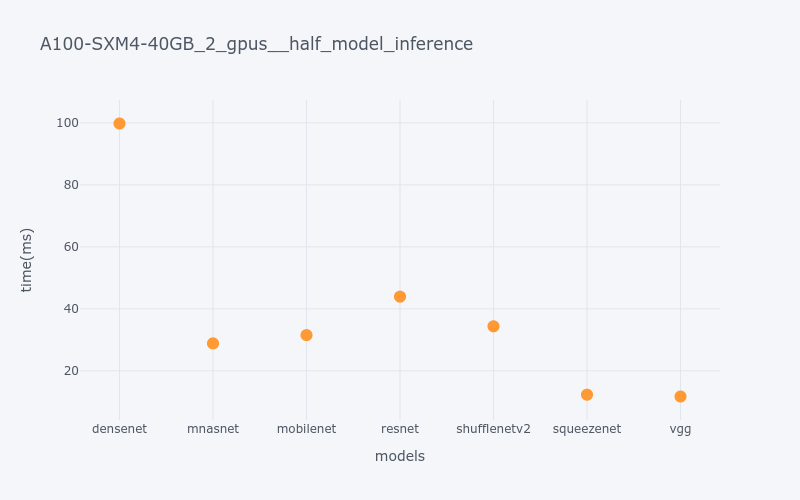 A100-SXM4-40GB_2_gpus__half_model_inference
100
80
60
40
20
time(ms)
densenet mnasnet mobilenet resnet shufflenetv2 squeezenet vgg
models